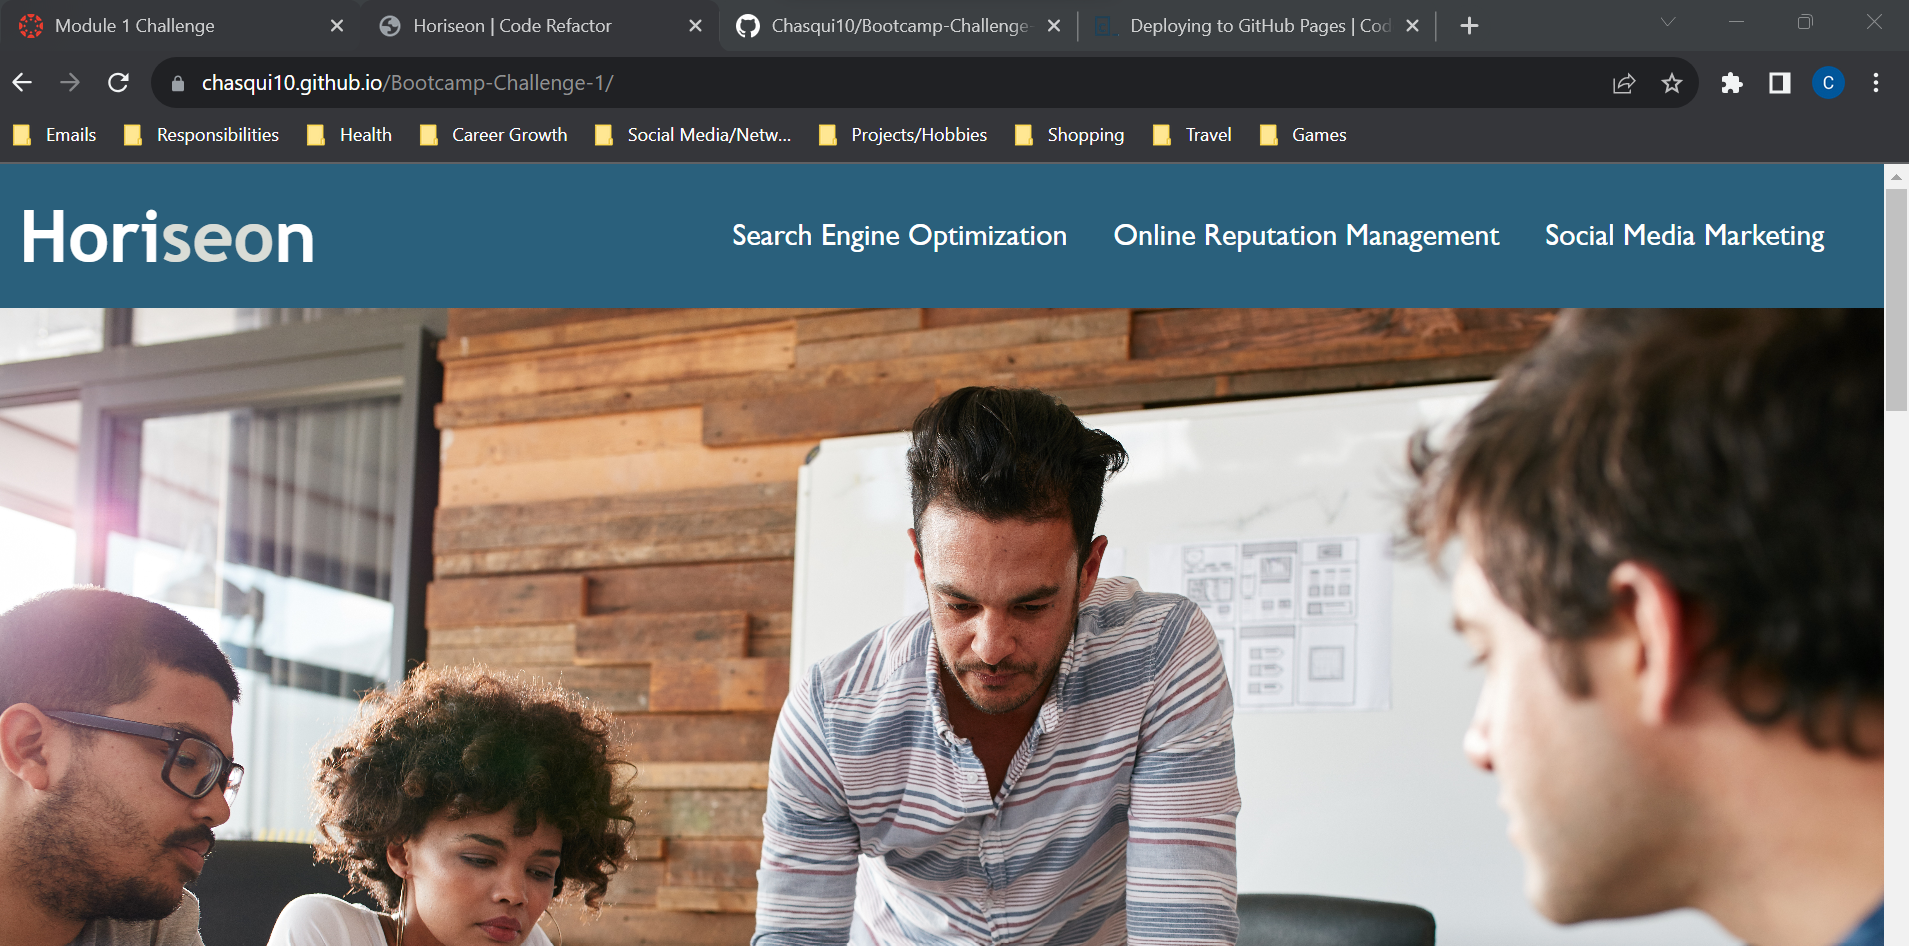 Module 1 Challenge
Horiseon | Code Refactor
Chasqui10/Bootcamp-Challenge-
Deploying to GitHub Pages | Cod
chasqui10.github.io/Bootcamp-Challenge-1/
C
Emails
Responsibilities
Health
Career Growth
Social Media/Netw...
Projects/Hobbies
Shopping
Travel
Games
Horiseon
Search Engine Optimization
Online Reputation Management
Social Media Marketing